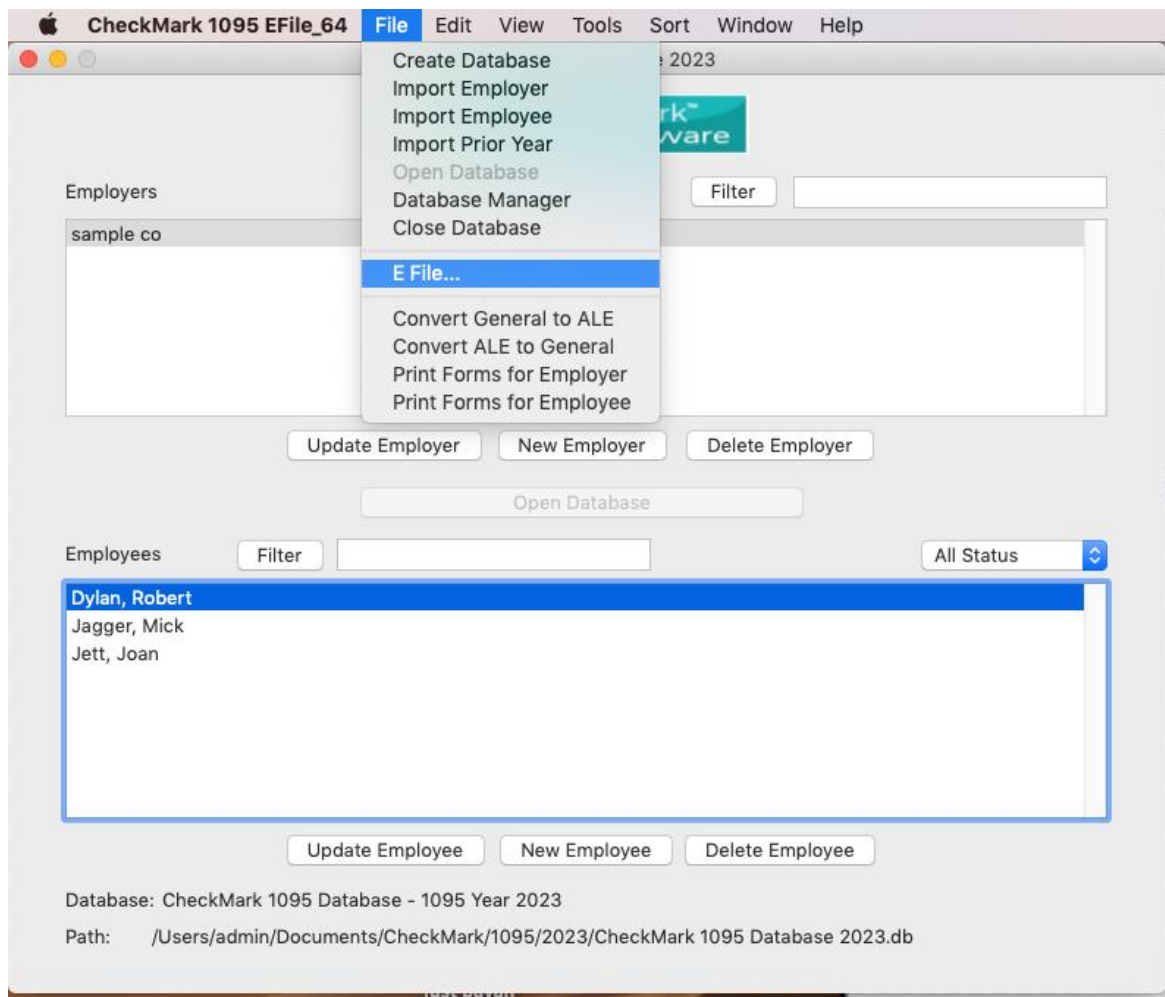 CheckMark 1095 EFile_64 File Edit View Tools Sort Window Help
2023
Create Database
Import Employer
Import Employee
Import Prior Year
Open Database
Database Manager
Close Database
E File...
Convert General to ALE
Convert ALE to General
Print Forms for Employer
Print Forms for Employee
rk™
ware
Employers Filter
sample co
Update Employer New Employer Delete Employer
Open Database
Employees Filter All Status
Dylan, Robert
Jagger, Mick
Jett, Joan
Update Employee New Employee Delete Employee
Database: CheckMark 1095 Database - 1095 Year 2023
Path: /Users/admin/Documents/CheckMark/1095/2023/CheckMark 1095 Database 2023.db